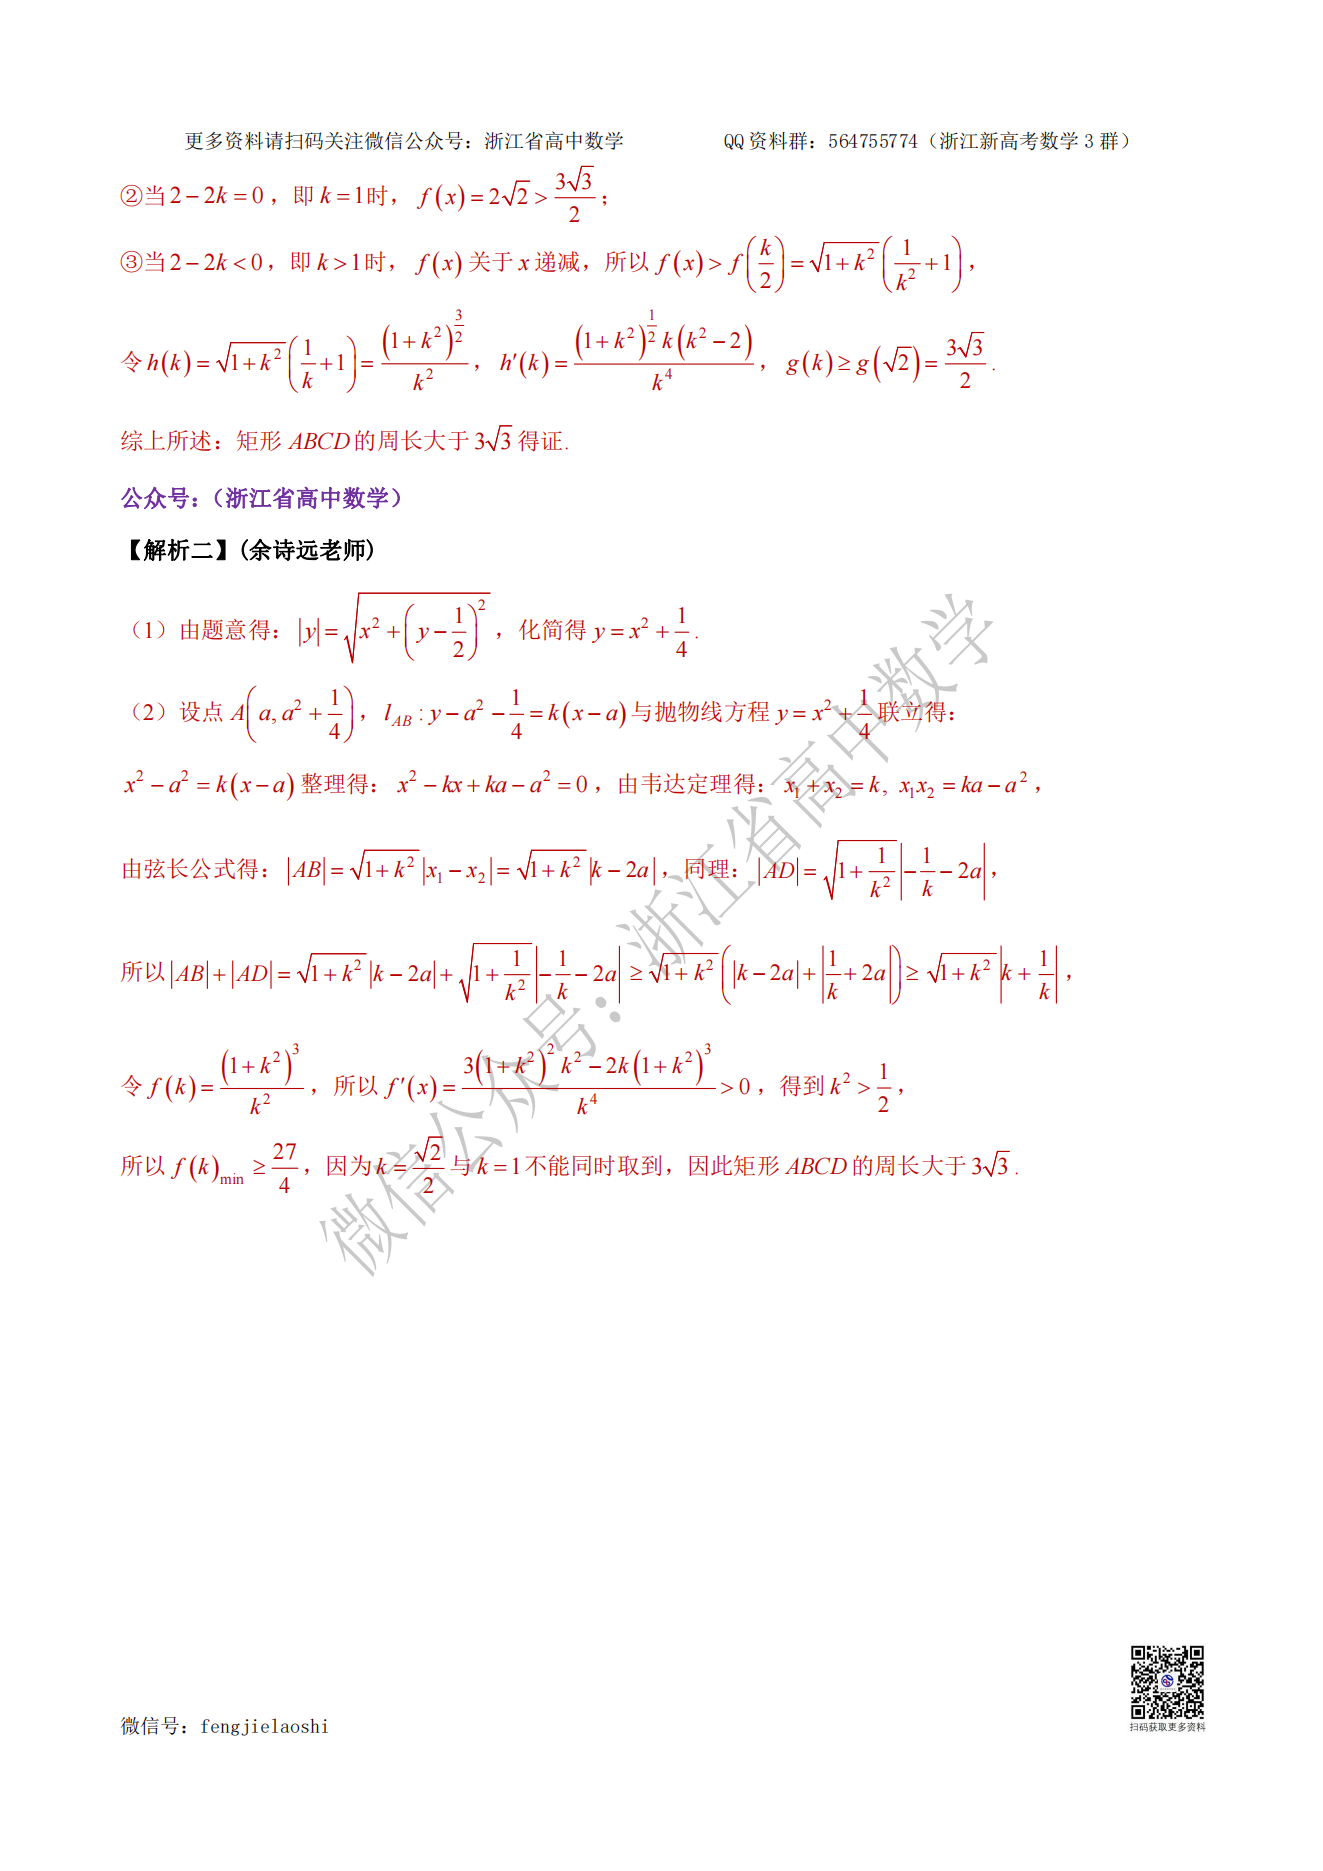 更多资料请扫码关注微信公众号：浙江省高中数学 QQ资料群：564755774（浙江新高考数学3群）
②当 2−2k=0，即 k=1时，f(x)=2√2>3√3/2；
③当 2−2k<0，即 k>1时，f(x)关于x递减，所以 f(x)>f(k/2)=√(1+k²)(1/k²+1)，
令 h(k)=√(1+k²)(1/k+1)=(1+k²)^(3/2)/k²，h′(k)=(1+k²)^(1/2)k(k²−2)/k⁴，g(k)≥g(√2)=3√3/2.
综上所述：矩形 ABCD的周长大于3√3得证.
公众号：（浙江省高中数学）
【解析二】(余诗远老师)
（1）由题意得：|y|=√(x²+(y−1/2)²)，化简得 y=x²+1/4.
（2）设点 A(a,a²+1/4)，l_AB:y−a²−1/4=k(x−a)与抛物线方程 y=x²+1/4联立得：
x²−a²=k(x−a)整理得：x²−kx+ka−a²=0，由韦达定理得：x₁+x₂=k, x₁x₂=ka−a²，
由弦长公式得：|AB|=√(1+k²)|x₁−x₂|=√(1+k²)|k−2a|，同理：|AD|=√(1+1/k²)|−1/k−2a|，
所以|AB|+|AD|=√(1+k²)|k−2a|+√(1+1/k²)|−1/k−2a|≥√(1+k²)(|k−2a|+|1/k+2a|)≥√(1+k²)|k+1/k|，
令 f(k)=(1+k²)³/k²，所以 f′(x)=(3(1+k²)²k²−2k(1+k²)³)/k⁴>0，得到k²>1/2，
所以 f(k)min≥27/4，因为k=√2/2与k=1不能同时取到，因此矩形 ABCD的周长大于3√3.
微信公众号：浙江省高中数学
微信号：fengjielaoshi
扫码获取更多资料